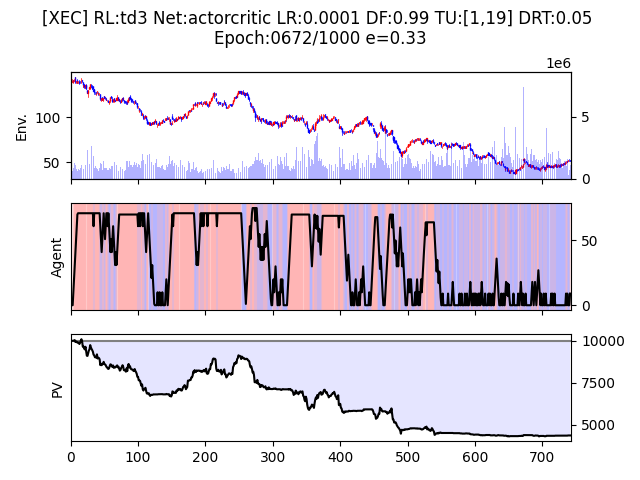 [XEC] RL:td3 Net:actorcritic LR:0.0001 DF:0.99 TU:[1,19] DRT:0.05
Epoch:0672/1000 e=0.33
1e6
Env.
100
50
5
0
Agent
50
0
PV
10000
7500
5000
0 100 200 300 400 500 600 700